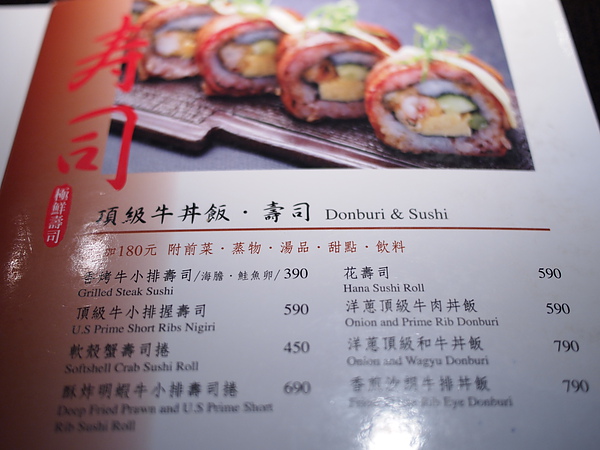 寿司
極鮮壽司
頂級牛丼飯・壽司 Donburi & Sushi
加180元 附前菜・蒸物・湯品・甜點・飲料
香烤牛小排壽司/海膽・鮭魚卵/ 390
Grilled Steak Sushi
頂級牛小排握壽司 590
U.S Prime Short Ribs Nigiri
軟殼蟹壽司捲 450
Softshell Crab Sushi Roll
酥炸明蝦牛小排壽司捲 690
Deep Fried Prawn and U.S Prime Short
Rib Sushi Roll
花壽司 590
Hana Sushi Roll
洋蔥頂級牛肉丼飯 590
Onion and Prime Rib Donburi
洋蔥頂級和牛丼飯 790
Onion and Wagyu Donburi
香煎沙朗牛排丼飯 790
Rib Eye Donburi